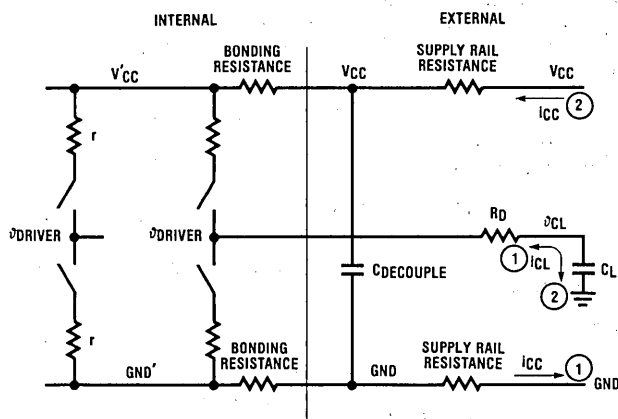 INTERNAL
EXTERNAL
BONDING
RESISTANCE
SUPPLY RAIL
RESISTANCE
V'CC
VCC
VCC
iCC
2
r
RD
ϑCL
ϑDRIVER
ϑDRIVER
1
iCL
CL
2
CDECOUPLE
r
BONDING
RESISTANCE
SUPPLY RAIL
RESISTANCE
iCC
1
GND'
GND
GND